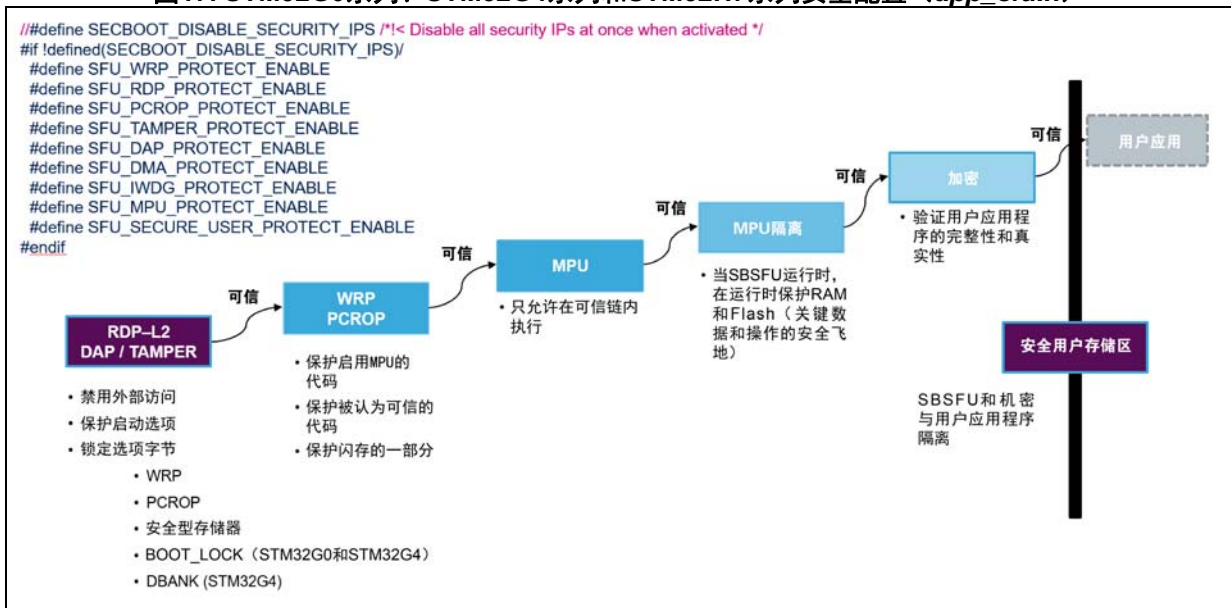 //#define SECBOOT_DISABLE_SECURITY_IPS /*!< Disable all security IPs at once when activated */
#if !defined(SECBOOT_DISABLE_SECURITY_IPS)/
#define SFU_WRP_PROTECT_ENABLE
#define SFU_RDP_PROTECT_ENABLE
#define SFU_PCROP_PROTECT_ENABLE
#define SFU_TAMPER_PROTECT_ENABLE
#define SFU_DAP_PROTECT_ENABLE
#define SFU_DMA_PROTECT_ENABLE
#define SFU_IWDG_PROTECT_ENABLE
#define SFU_MPU_PROTECT_ENABLE
#define SFU_SECURE_USER_PROTECT_ENABLE
#endif
RDP–L2
DAP / TAMPER
• 禁用外部访问
• 保护启动选项
• 锁定选项字节
• WRP
• PCROP
• 安全型存储器
• BOOT_LOCK（STM32G0和STM32G4）
• DBANK (STM32G4)
可信
WRP
PCROP
• 保护启用MPU的
代码
• 保护被认为可信的
代码
• 保护闪存的一部分
可信
MPU
• 只允许在可信链内
执行
可信
MPU隔离
• 当SBSFU运行时，
在运行时保护RAM
和Flash（关键数
据和操作的安全飞
地）
可信
加密
• 验证用户应用程
序的完整性和真
实性
可信
用户应用
安全用户存储区
SBSFU和机密
与用户应用程序
隔离